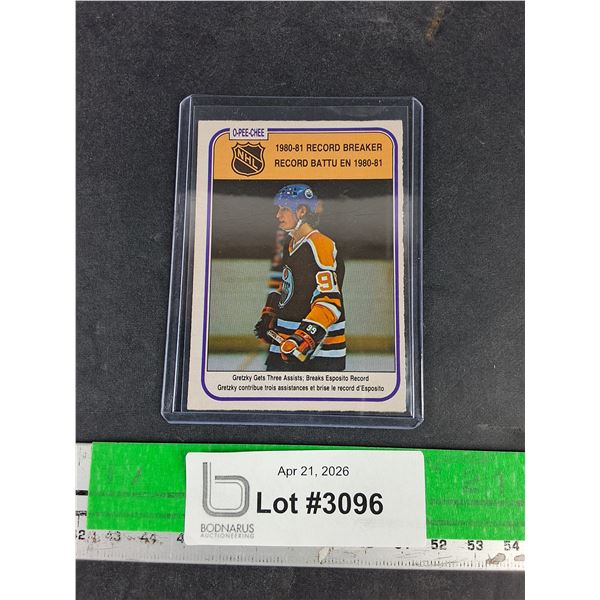 O-PEE-CHEE
NHL
1980-81 RECORD BREAKER
RECORD BATTU EN 1980-81
99
Gretzky Gets Three Assists; Breaks Esposito Record
Gretzky contribue trois assistances et brise le record d'Esposito
Apr 21, 2026
Lot #3096
BODNARUS
AUCTIONEERING
43 44 52 53 54